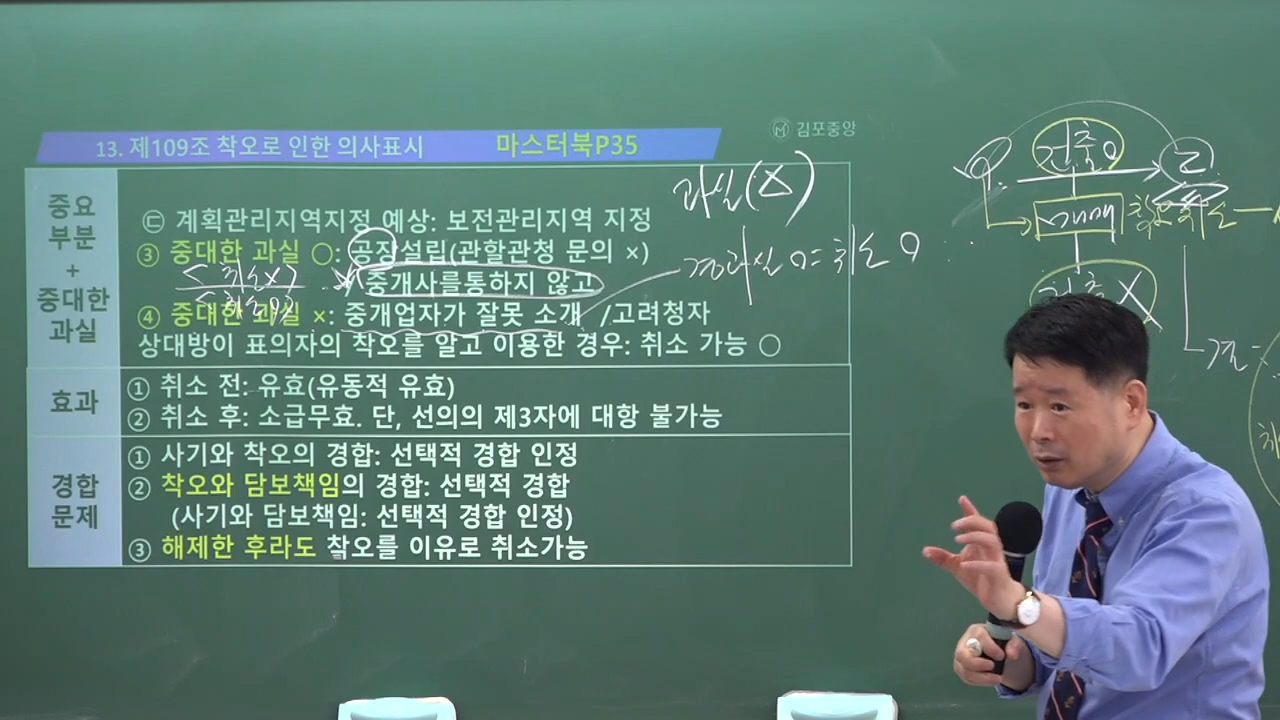 김포중앙
13. 제109조 착오로 인한 의사표시 마스터북P35
중요
부분
+
중대한
과실
㉢ 계획관리지역지정 예상: 보전관리지역 지정
③ 중대한 과실 ○: 공장설립(관할관청 문의 ×)
/ 중개사를통하지 않고
④ 중대한 과실 ×: 중개업자가 잘못 소개 /고려청자
상대방이 표의자의 착오를 알고 이용한 경우: 취소 가능 ○
효과
① 취소 전: 유효(유동적 유효)
② 취소 후: 소급무효. 단, 선의의 제3자에 대항 불가능
경합
문제
① 사기와 착오의 경합: 선택적 경합 인정
② 착오와 담보책임의 경합: 선택적 경합
(사기와 담보책임: 선택적 경합 인정)
③ 해제한 후라도 착오를 이유로 취소가능
과실(X)
경과실 o: 취소 o
취소x
취소o
진출o
매매